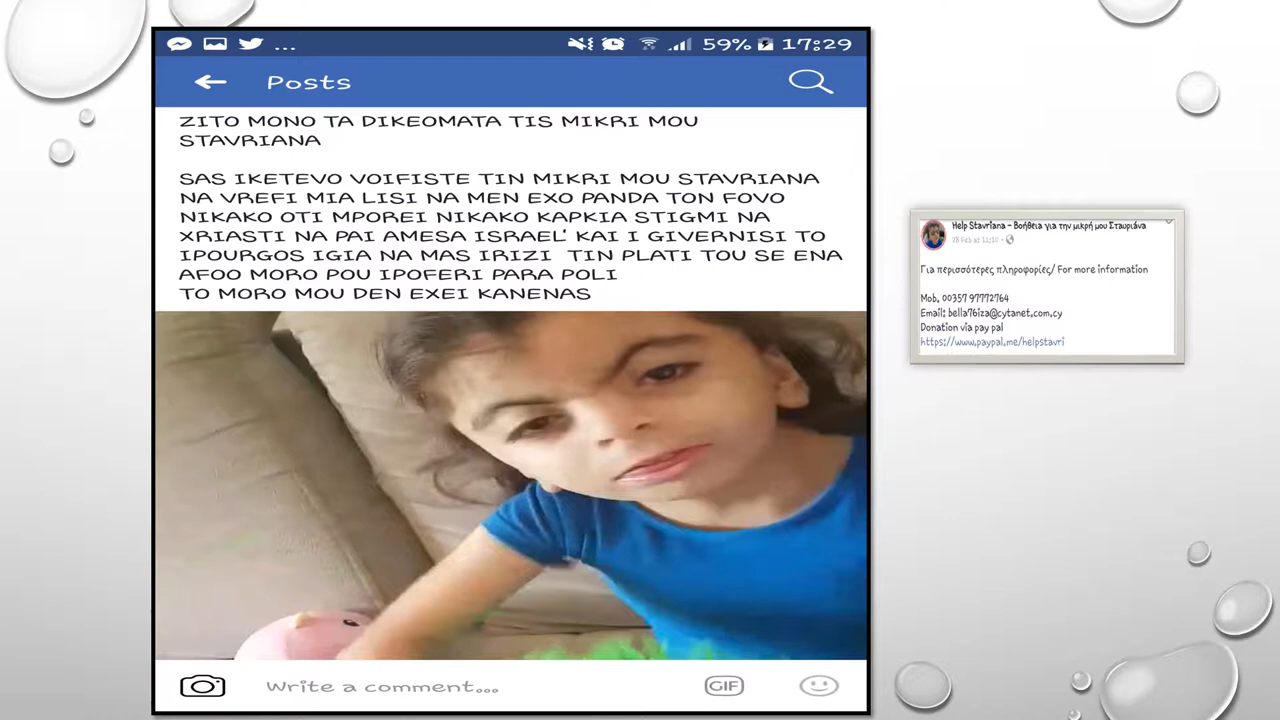 ... 59% 17:29
Posts
ZITO MONO TA DIKEOMATA TIS MIKRI MOU
STAVRIANA
SAS IKETEVO VOIFISTE TIN MIKRI MOU STAVRIANA
NA VREFI MIA LISI NA MEN EXO PANDA TON FOVO
NIKAKO OTI MPOREI NIKAKO KAPKIA STIGMI NA
XRIASTI NA PAI AMESA ISRAEL' KAI I GIVERNISI TO
IPOURGOS IGIA NA MAS IRIZI TIN PLATI TOU SE ENA
AFOO MORO POU IPOFERI PARA POLI
TO MORO MOU DEN EXEI KANENAS
Write a comment...
GIF
Help Stavriana - Βοήθεια για την μικρή μου Σταυριάνα
Feb at
Για περισσότερες πληροφορίες/ For more information
Mob, 00357 97772764
Email: bella76iza@cytanet.com.cy
Donation via pay pal
https://www.paypal.me/helpstavri